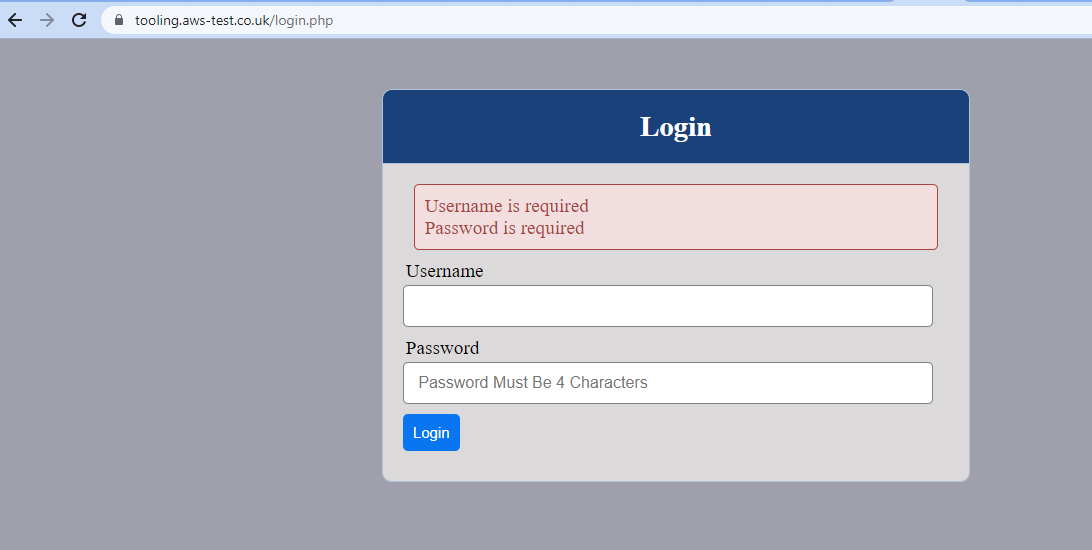 tooling.aws-test.co.uk/login.php
Login
Username is required
Password is required
Username
Password
Password Must Be 4 Characters
Login